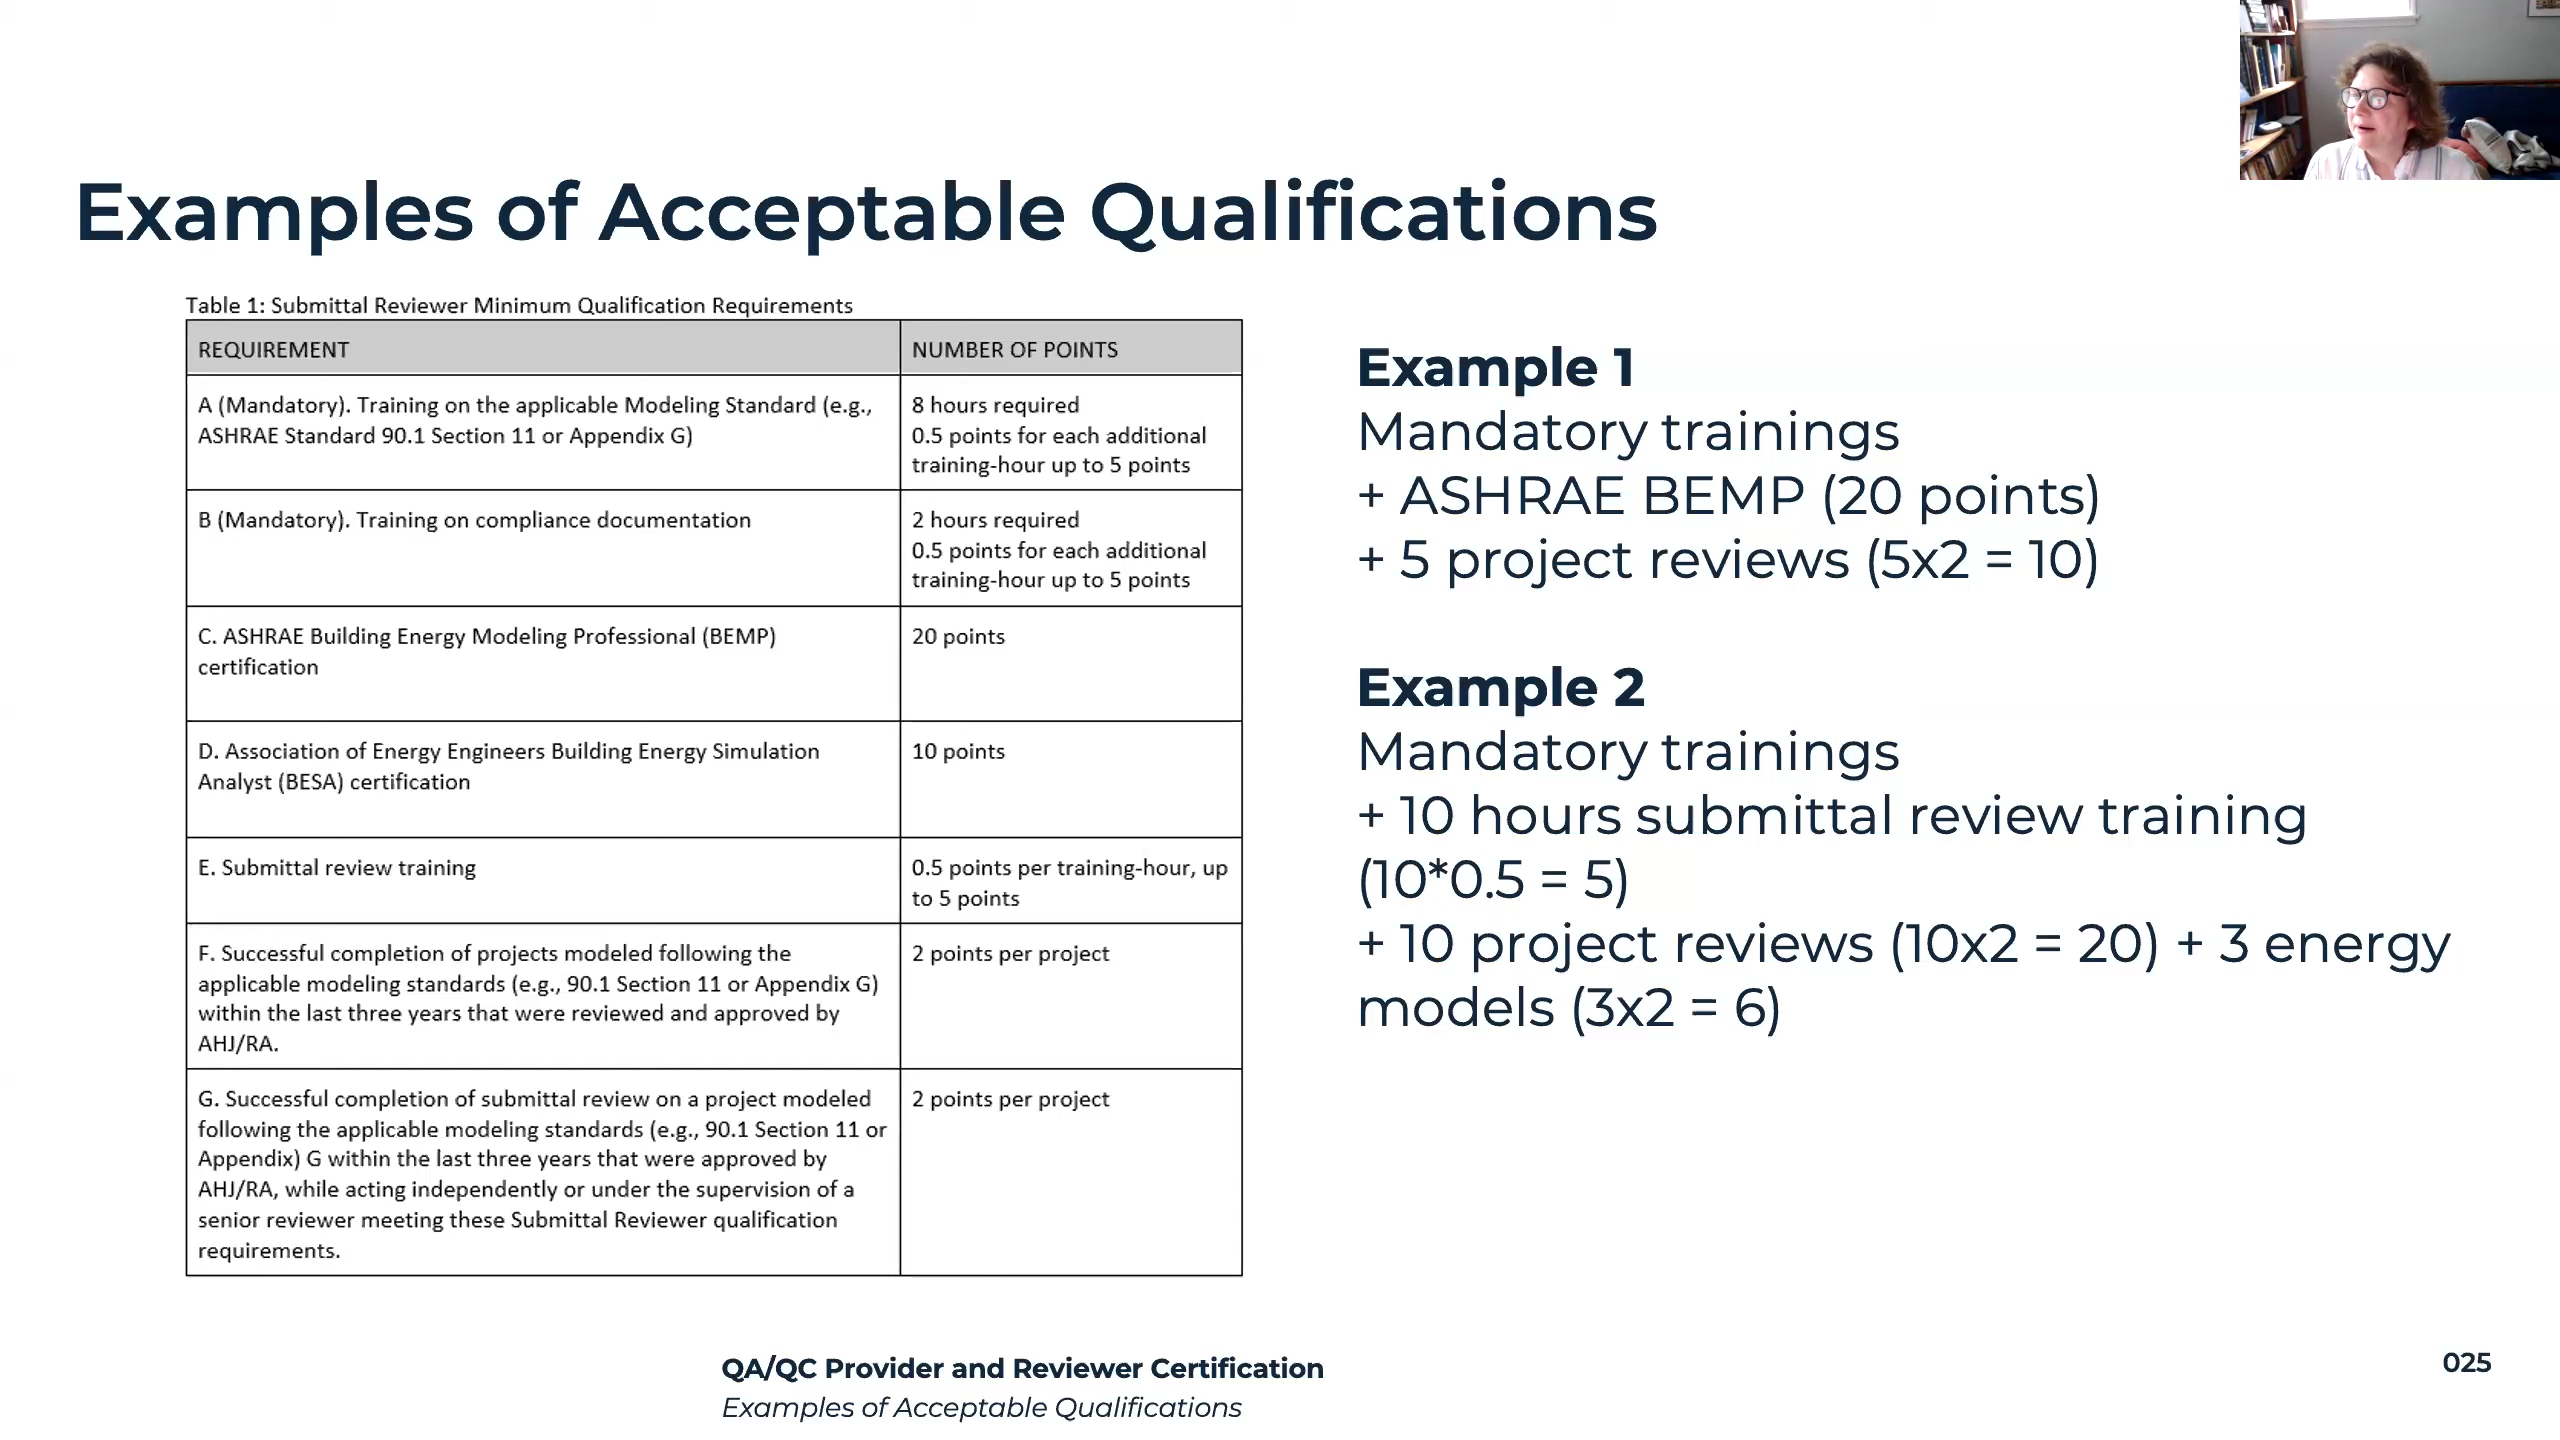 Examples of Acceptable Qualifications
Table 1: Submittal Reviewer Minimum Qualification Requirements
REQUIREMENT
NUMBER OF POINTS
A (Mandatory). Training on the applicable Modeling Standard (e.g.,
ASHRAE Standard 90.1 Section 11 or Appendix G)
8 hours required
0.5 points for each additional
training-hour up to 5 points
B (Mandatory). Training on compliance documentation
2 hours required
0.5 points for each additional
training-hour up to 5 points
C. ASHRAE Building Energy Modeling Professional (BEMP)
certification
20 points
D. Association of Energy Engineers Building Energy Simulation
Analyst (BESA) certification
10 points
E. Submittal review training
0.5 points per training-hour, up
to 5 points
F. Successful completion of projects modeled following the
applicable modeling standards (e.g., 90.1 Section 11 or Appendix G)
within the last three years that were reviewed and approved by
AHJ/RA.
2 points per project
G. Successful completion of submittal review on a project modeled
following the applicable modeling standards (e.g., 90.1 Section 11 or
Appendix) G within the last three years that were approved by
AHJ/RA, while acting independently or under the supervision of a
senior reviewer meeting these Submittal Reviewer qualification
requirements.
2 points per project
Example 1
Mandatory trainings
+ ASHRAE BEMP (20 points)
+ 5 project reviews (5x2 = 10)
Example 2
Mandatory trainings
+ 10 hours submittal review training
(10*0.5 = 5)
+ 10 project reviews (10x2 = 20) + 3 energy
models (3x2 = 6)
QA/QC Provider and Reviewer Certification
Examples of Acceptable Qualifications
025